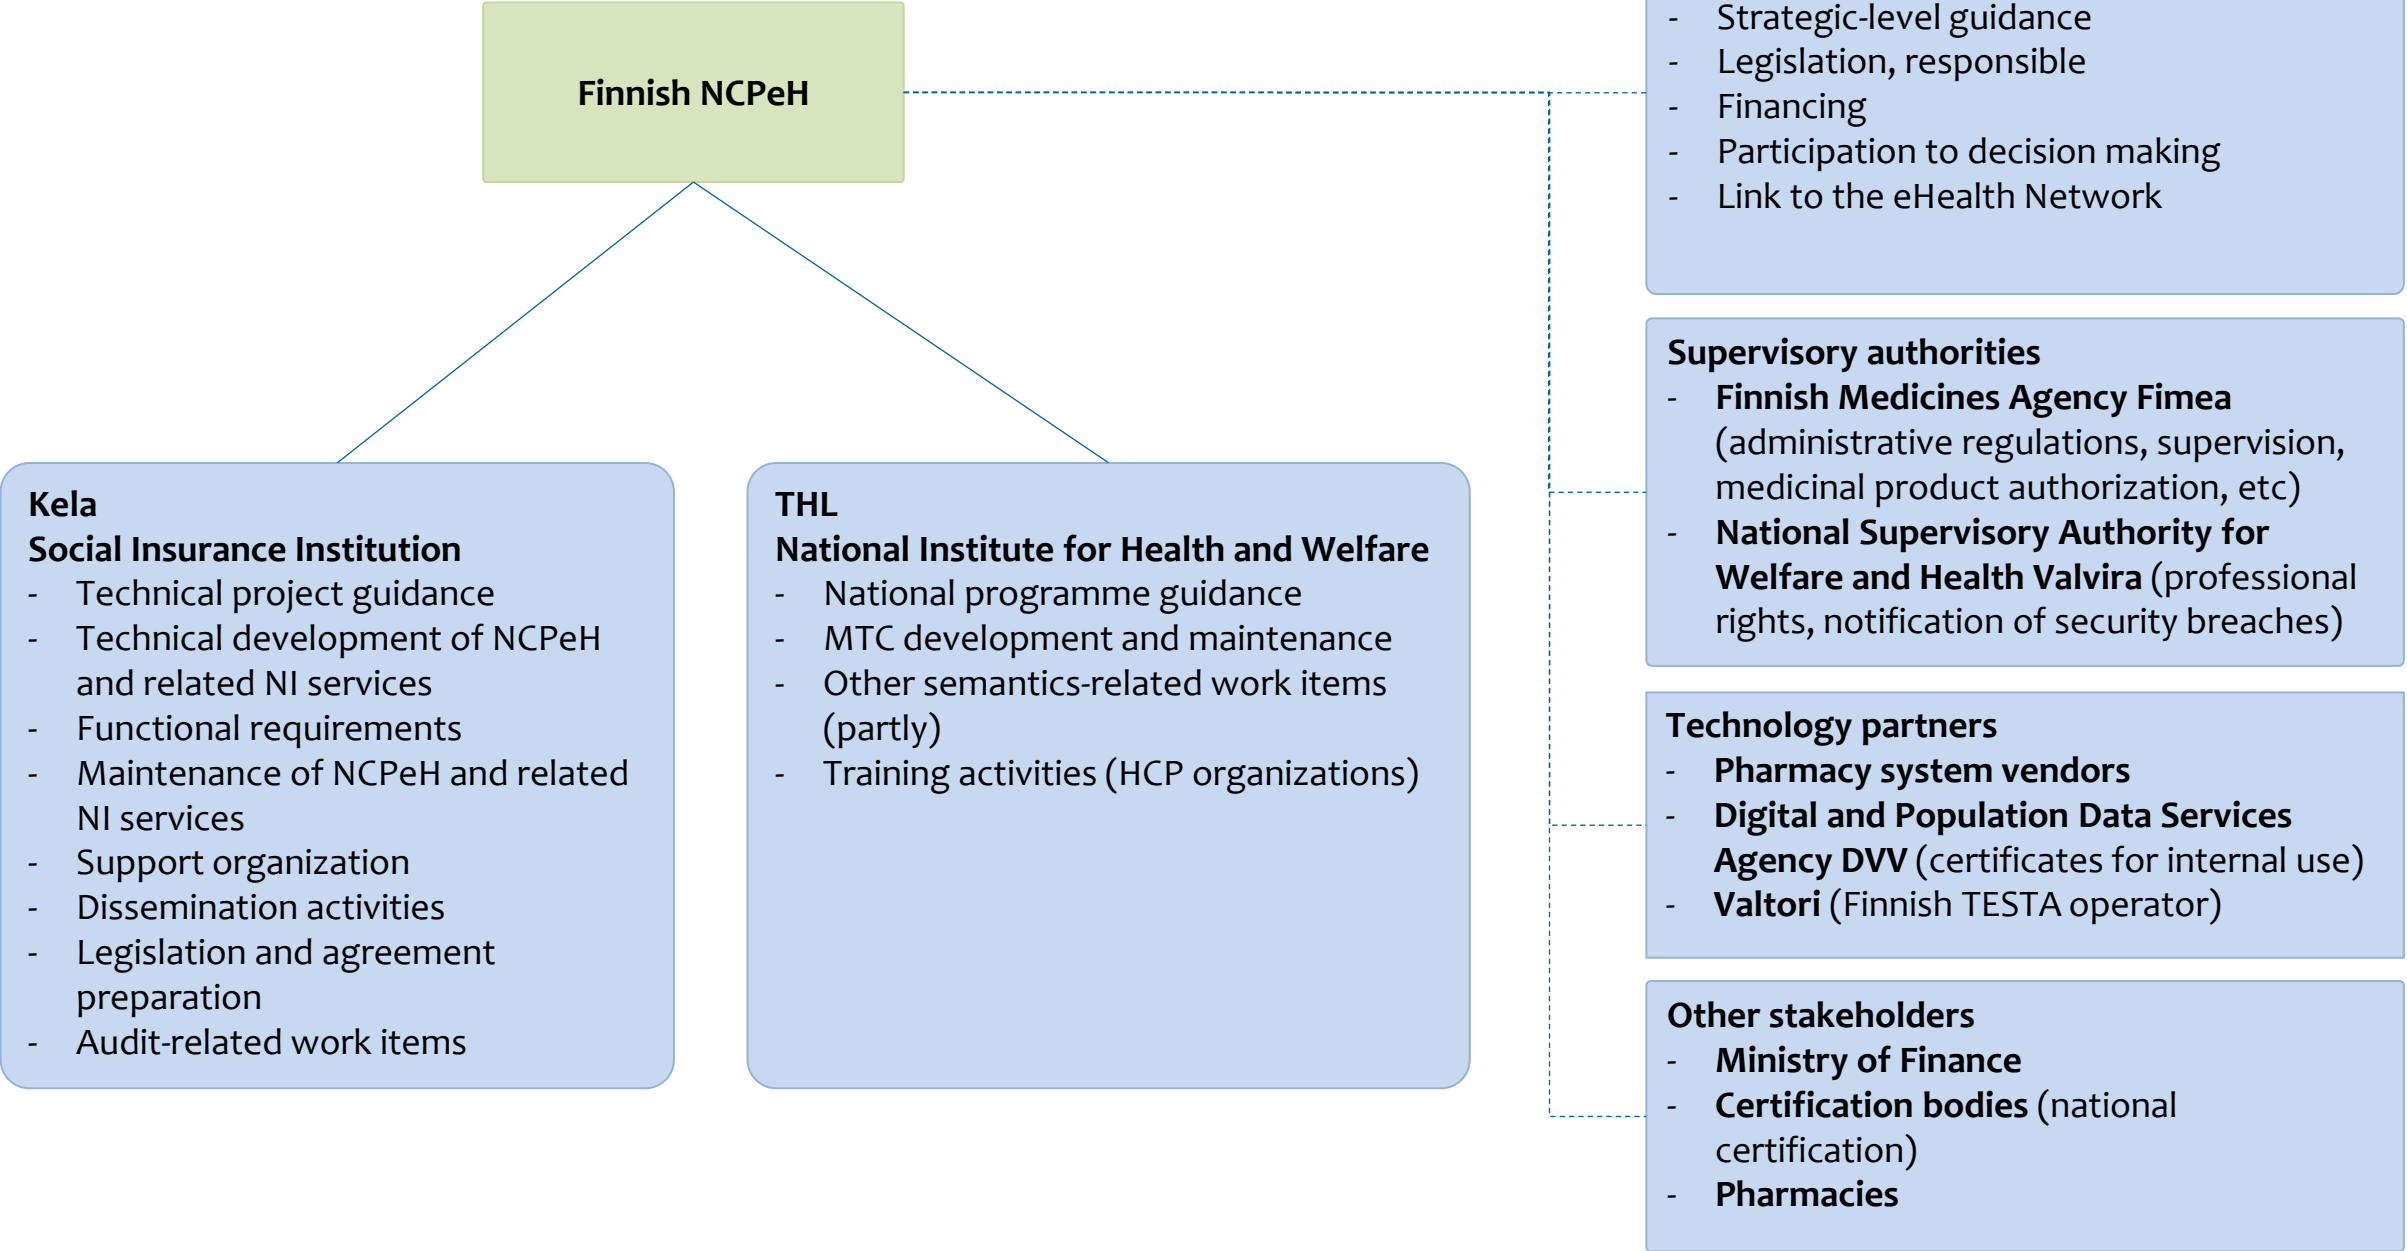 Finnish NCPeH
- Strategic-level guidance
- Legislation, responsible
- Financing
- Participation to decision making
- Link to the eHealth Network
Kela
Social Insurance Institution
- Technical project guidance
- Technical development of NCPeH
and related NI services
- Functional requirements
- Maintenance of NCPeH and related
NI services
- Support organization
- Dissemination activities
- Legislation and agreement
preparation
- Audit-related work items
THL
National Institute for Health and Welfare
- National programme guidance
- MTC development and maintenance
- Other semantics-related work items
(partly)
- Training activities (HCP organizations)
Supervisory authorities
- Finnish Medicines Agency Fimea
(administrative regulations, supervision,
medicinal product authorization, etc)
- National Supervisory Authority for
Welfare and Health Valvira (professional
rights, notification of security breaches)
Technology partners
- Pharmacy system vendors
- Digital and Population Data Services
Agency DVV (certificates for internal use)
- Valtori (Finnish TESTA operator)
Other stakeholders
- Ministry of Finance
- Certification bodies (national
certification)
- Pharmacies